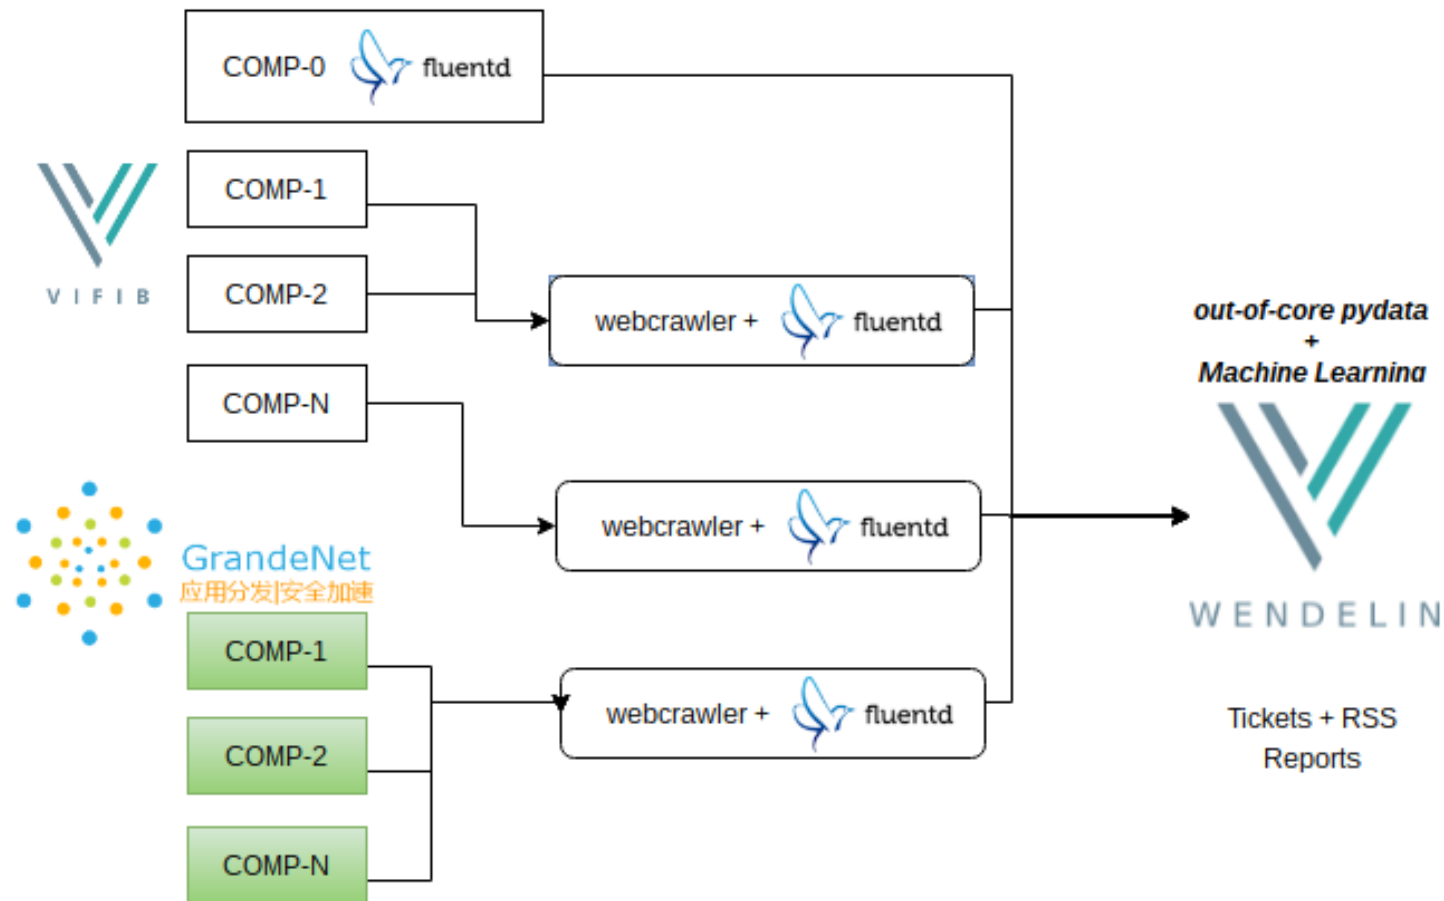 COMP-0 fluentd
COMP-1
VIFIB
COMP-2
webcrawler + fluentd
COMP-N
webcrawler + fluentd
GrandeNet
应用分发|安全加速
COMP-1
webcrawler + fluentd
COMP-2
COMP-N
out-of-core pydata
+
Machine Learning
WENDELIN
Tickets + RSS
Reports